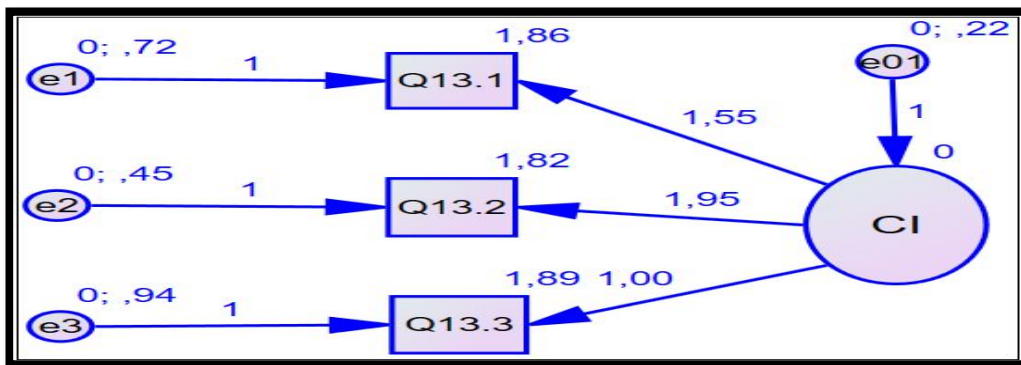 0; ,72
1,86
0; ,22
e1
1
Q13.1
e01
1,55
1
0; ,45
1,82
0
e2
1
Q13.2
1,95
CI
0; ,94
1,89 1,00
e3
1
Q13.3